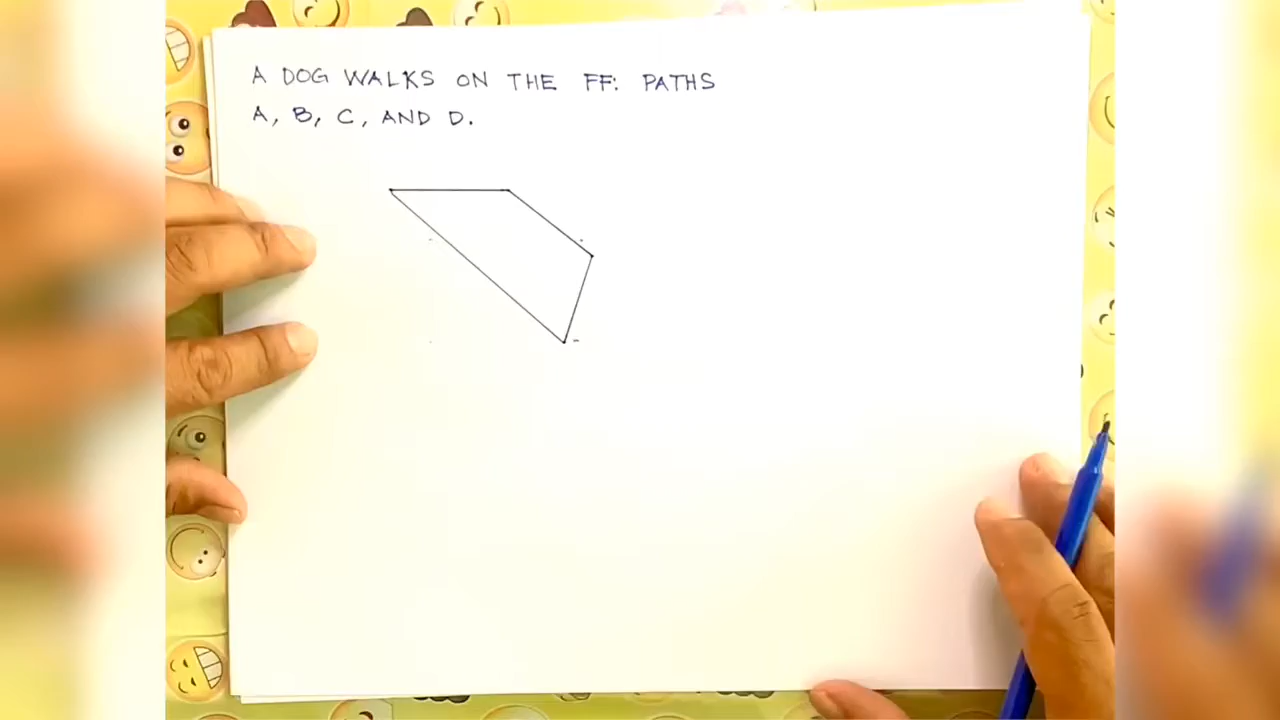 A DOG WALKS ON THE FF: PATHS
A, B, C, AND D.